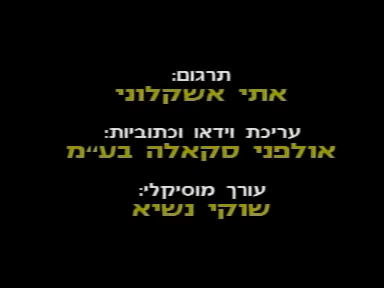 תרגום:
אתי אשקלוני
עריכת וידאו וכתוביות:
אולפני סקאלה בע"מ
עורך מוסיקלי:
שוקי נשיא